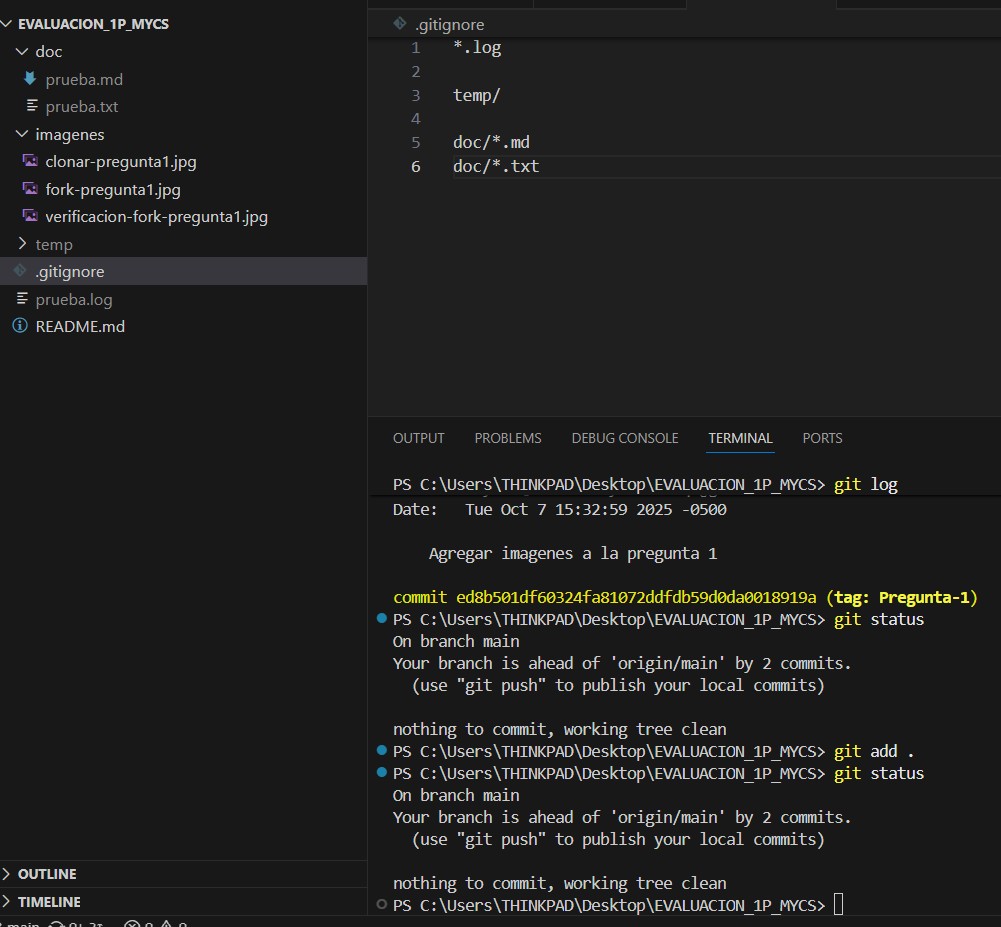 EVALUACION_1P_MYCS
doc
prueba.md
prueba.txt
imagenes
clonar-pregunta1.jpg
fork-pregunta1.jpg
verificacion-fork-pregunta1.jpg
temp
.gitignore
prueba.log
README.md
OUTLINE
TIMELINE
.gitignore
1 *.log
2
3 temp/
4
5 doc/*.md
6 doc/*.txt
OUTPUT PROBLEMS DEBUG CONSOLE TERMINAL PORTS
PS C:\Users\THINKPAD\Desktop\EVALUACION_1P_MYCS> git log
Date:   Tue Oct 7 15:32:59 2025 -0500
Agregar imagenes a la pregunta 1
commit ed8b501df60324fa81072ddfdb59d0da0018919a (tag: Pregunta-1)
PS C:\Users\THINKPAD\Desktop\EVALUACION_1P_MYCS> git status
On branch main
Your branch is ahead of 'origin/main' by 2 commits.
(use "git push" to publish your local commits)
nothing to commit, working tree clean
PS C:\Users\THINKPAD\Desktop\EVALUACION_1P_MYCS> git add .
PS C:\Users\THINKPAD\Desktop\EVALUACION_1P_MYCS> git status
On branch main
Your branch is ahead of 'origin/main' by 2 commits.
(use "git push" to publish your local commits)
nothing to commit, working tree clean
PS C:\Users\THINKPAD\Desktop\EVALUACION_1P_MYCS>